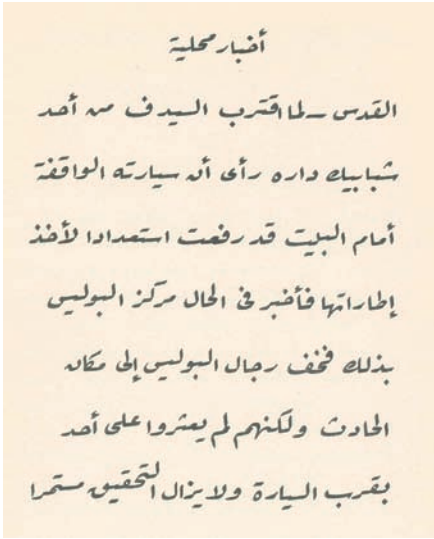 أخبار محلية
القدس – لما اقترب السيد ف من أحد
شبابيك داره رأى أن سيارته الواقفة
أمام البيت قد رفعت استعدادا لأخذ
إطاراتها فأخبر في الحال مركز البوليس
بذلك فخف رجال البوليس إلى مكان
الحادث ولكنهم لم يعثروا على أحد
بقرب السيارة ولا يزال التحقيق مستمرا